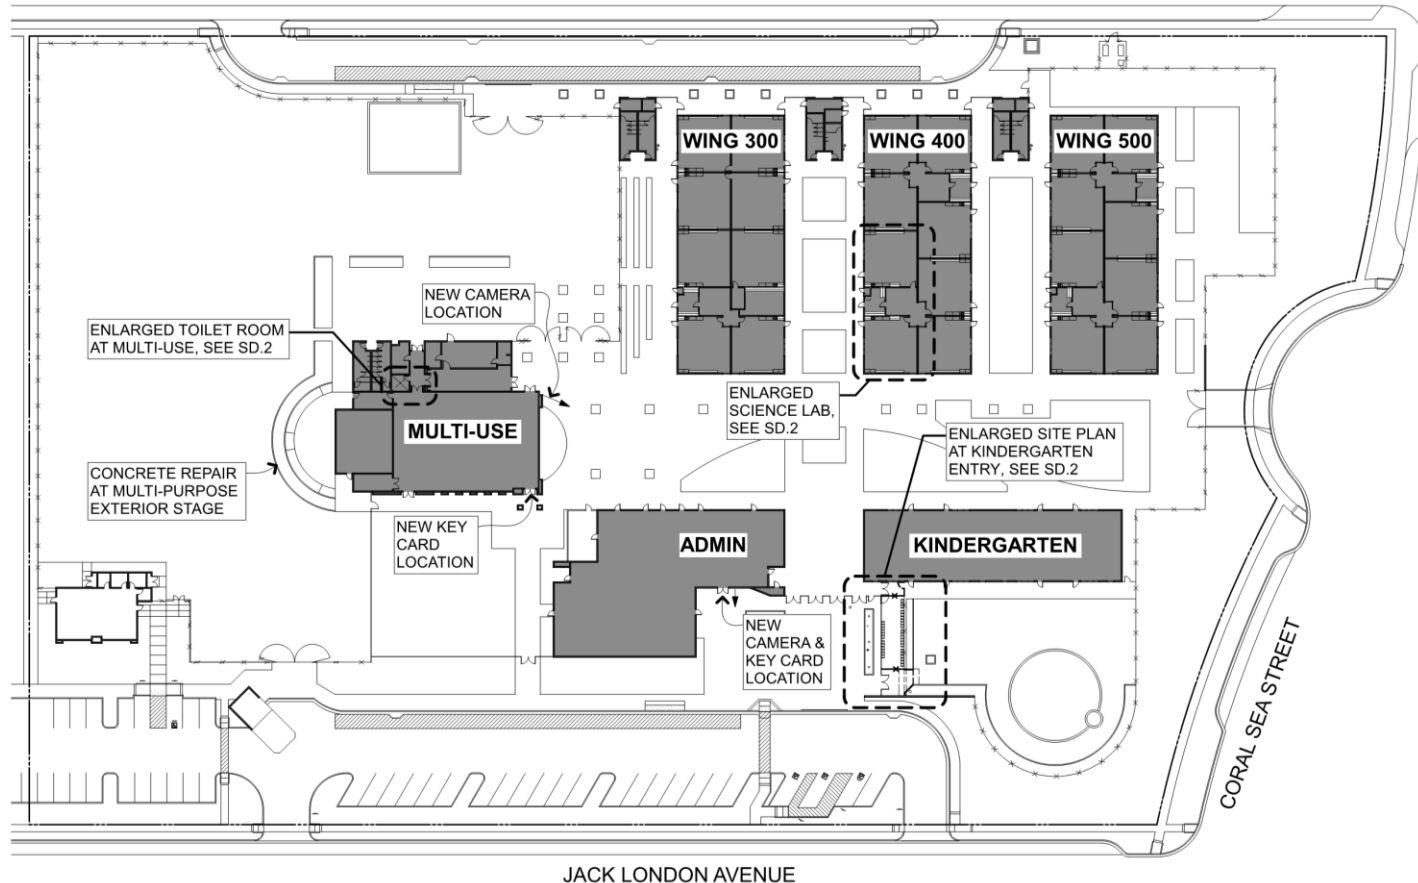 WING 300
WING 400
WING 500
NEW CAMERA
LOCATION
ENLARGED TOILET ROOM
AT MULTI-USE, SEE SD.2
ENLARGED
SCIENCE LAB,
SEE SD.2
MULTI-USE
ENLARGED SITE PLAN
AT KINDERGARTEN
ENTRY, SEE SD.2
CONCRETE REPAIR
AT MULTI-PURPOSE
EXTERIOR STAGE
NEW KEY
CARD
LOCATION
ADMIN
KINDERGARTEN
NEW
CAMERA &
KEY CARD
LOCATION
CORAL SEA STREET
JACK LONDON AVENUE